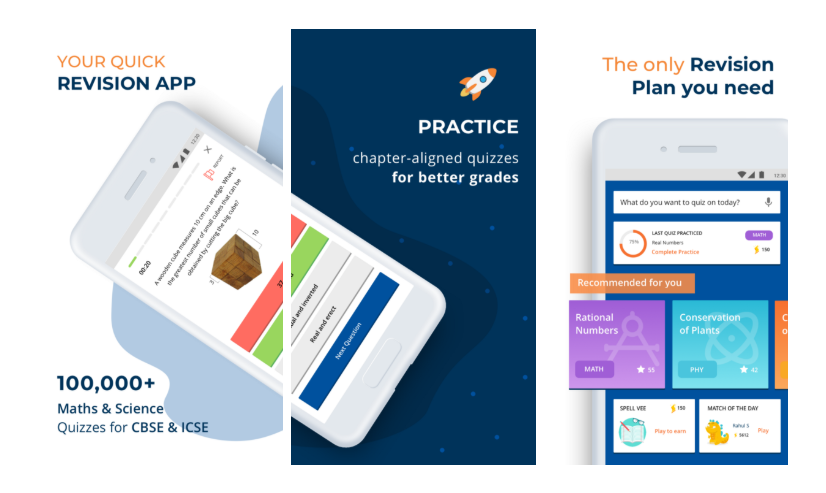 YOUR QUICK
REVISION APP
12:30
REPORT
00:20
A wooden cube measures 10 cm on an edge. What is
the greatest number of small cubes that can be
obtained by cutting the big cube?
10
100,000+
Maths & Science
Quizzes for CBSE & ICSE
PRACTICE
chapter-aligned quizzes
for better grades
and inverted
Real and erect
Next Question
The only Revision
Plan you need
12:30
What do you want to quiz on today?
75%
LAST QUIZ PRACTICED
Real Numbers
Complete Practice
MATH
150
Recommended for you
Rational
Numbers
MATH
55
Conservation
of Plants
PHY
42
C
SPELL VEE
150
Play to earn
MATCH OF THE DAY
Rahul S
5612
Play